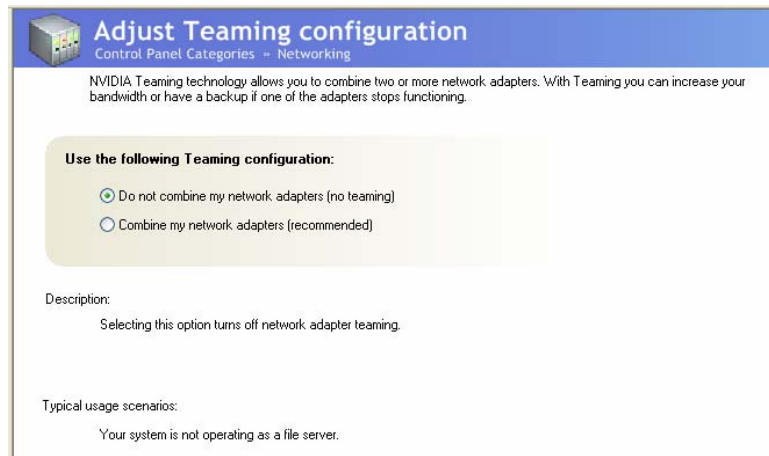 Adjust Teaming configuration
Control Panel Categories » Networking
NVIDIA Teaming technology allows you to combine two or more network adapters. With Teaming you can increase your
bandwidth or have a backup if one of the adapters stops functioning.
Use the following Teaming configuration:
Do not combine my network adapters (no teaming)
Combine my network adapters (recommended)
Description:
Selecting this option turns off network adapter teaming.
Typical usage scenarios:
Your system is not operating as a file server.